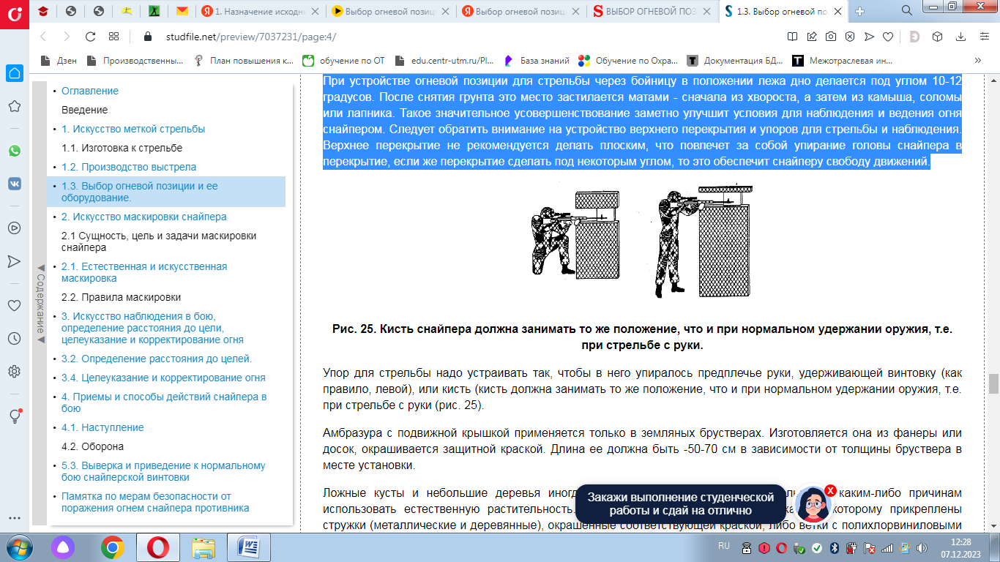 1. Назначение исходны
Выбор огневой позиц
Выбор огневой позиц
ВЫБОР ОГНЕВОЙ ПОЗ
1.3. Выбор огневой по
studfile.net/preview/7037231/page:4/
Дзен
Производственны...
План повышения к...
обучение по ОТ
edu.centr-utm.ru/Pl...
База знаний
Обучение по Охра...
Документация БД...
Межотраслевая ин...
»
◀ Содержание ◀
• Оглавление
Введение
• 1. Искусство меткой стрельбы
1.1. Изготовка к стрельбе
• 1.2. Производство выстрела
• 1.3. Выбор огневой позиции и ее
оборудование.
• 2. Искусство маскировки снайпера
2.1 Сущность, цель и задачи маскировки
снайпера
• 2.1. Естественная и искусственная
маскировка
2.2. Правила маскировки
• 3. Искусство наблюдения в бою,
определение расстояния до цели,
целеуказание и корректирование огня
• 3.2. Определение расстояния до целей.
• 3.4. Целеуказание и корректирование огня
• 4. Приемы и способы действий снайпера в
бою
• 4.1. Наступление
4.2. Оборона
• 5.3. Выверка и приведение к нормальному
бою снайперской винтовки
• Памятка по мерам безопасности от
поражения огнем снайпера противника
При устройстве огневой позиции для стрельбы через бойницу в положении лежа дно делается под углом 10-12
градусов. После снятия грунта это место застилается матами - сначала из хвороста, а затем из камыша, соломы
или лапника. Такое значительное усовершенствование заметно улучшит условия для наблюдения и ведения огня
снайпером. Следует обратить внимание на устройство верхнего перекрытия и упоров для стрельбы и наблюдения.
Верхнее перекрытие не рекомендуется делать плоским, что повлечет за собой упирание головы снайпера в
перекрытие, если же перекрытие сделать под некоторым углом, то это обеспечит снайперу свободу движений.
Рис. 25. Кисть снайпера должна занимать то же положение, что и при нормальном удержании оружия, т.е.
при стрельбе с руки.
Упор для стрельбы надо устраивать так, чтобы в него упиралось предплечье руки, удерживающей винтовку (как
правило, левой), или кисть (кисть должна занимать то же положение, что и при нормальном удержании оружия, т.е.
при стрельбе с руки (рис. 25).
Амбразура с подвижной крышкой применяется только в земляных брустверах. Изготовляется она из фанеры или
досок, окрашивается защитной краской. Длина ее должна быть -50-70 см в зависимости от толщины бруствера в
месте установки.
Ложные кусты и небольшие деревья иног каким-либо причинам
использовать естественную растительность которому прикреплены
стружки (металлические и деревянные), окрашенные соответствующей краской, либо ветки с полихлорвиниловыми
Закажи выполнение студенческой
работы и сдай на отлично
RU
12:28
07.12.2023